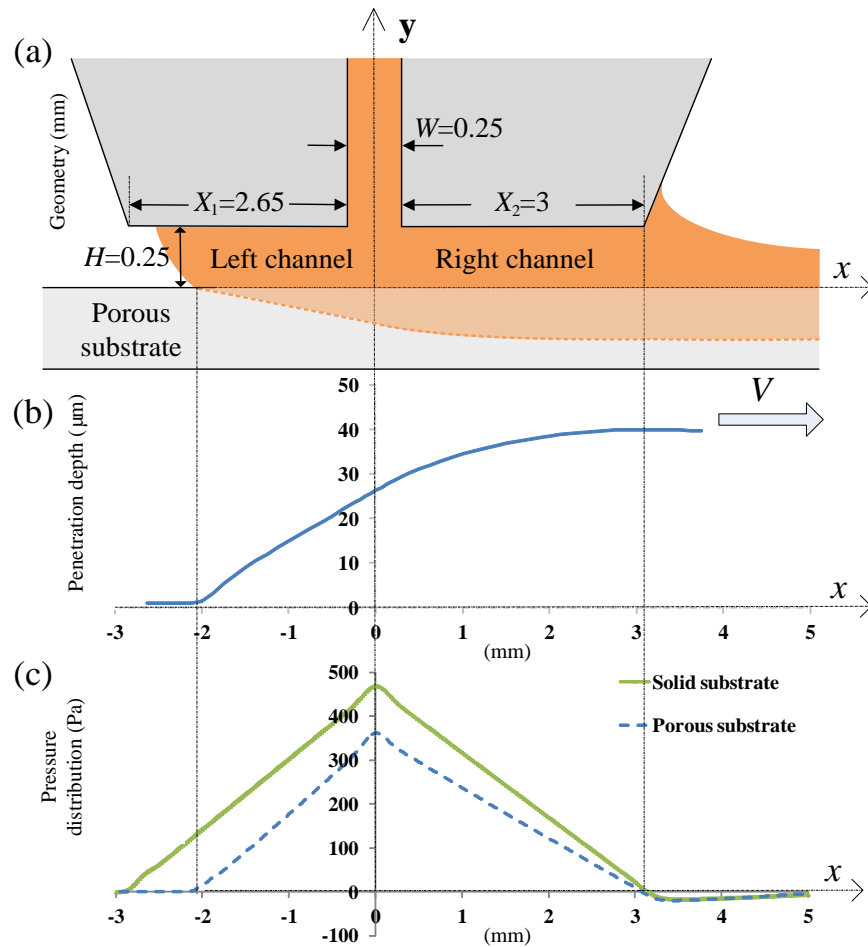 (a)
y
Geometry (mm)
W=0.25
X₁=2.65
X₂=3
H=0.25
Left channel
Right channel
x
Porous
substrate
(b)
V
Penetration depth (µm)
50
40
30
20
10
0
x
-3 -2 -1 0 1 2 3 4 5
(mm)
(c)
Pressure
distribution (Pa)
500
400
300
200
100
0
-100
Solid substrate
Porous substrate
x
-3 -2 -1 0 1 2 3 4 5
(mm)